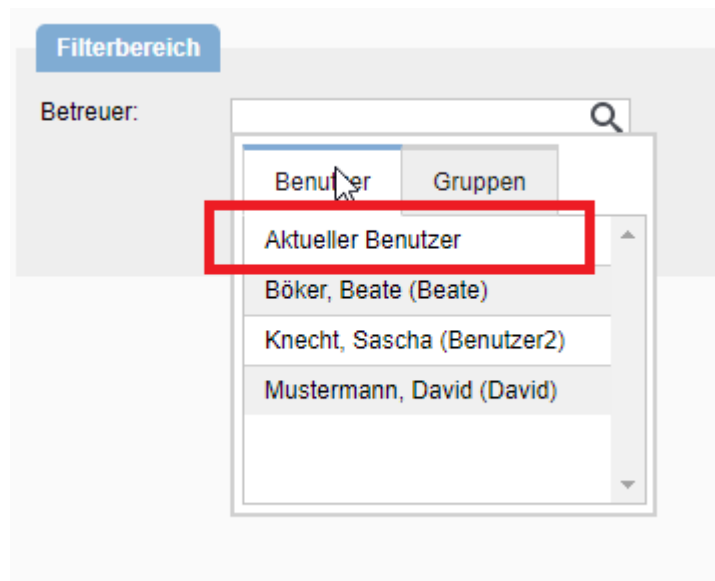 Filterbereich
Betreuer:
Benutzer Gruppen
Aktueller Benutzer
Böker, Beate (Beate)
Knecht, Sascha (Benutzer2)
Mustermann, David (David)